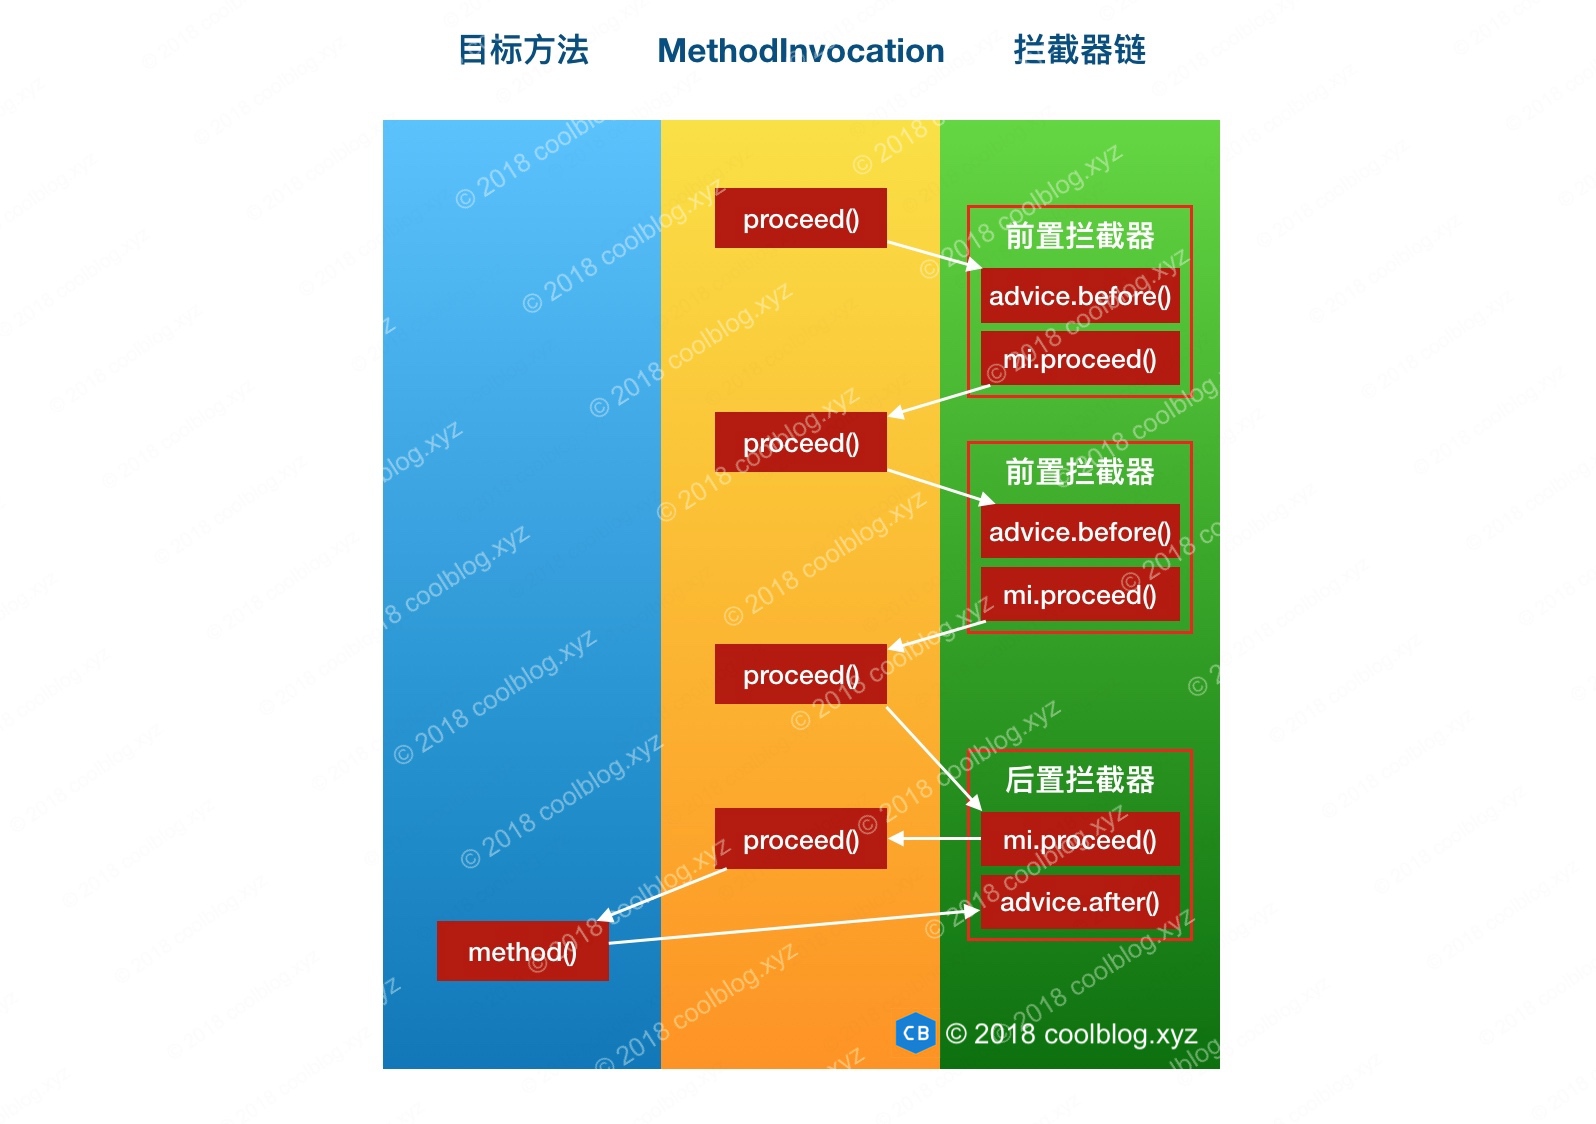 目标方法 MethodInvocation 拦截器链
proceed()
前置拦截器
advice.before()
mi.proceed()
proceed()
前置拦截器
advice.before()
mi.proceed()
proceed()
后置拦截器
proceed()
mi.proceed()
advice.after()
method()
CB © 2018 coolblog.xyz